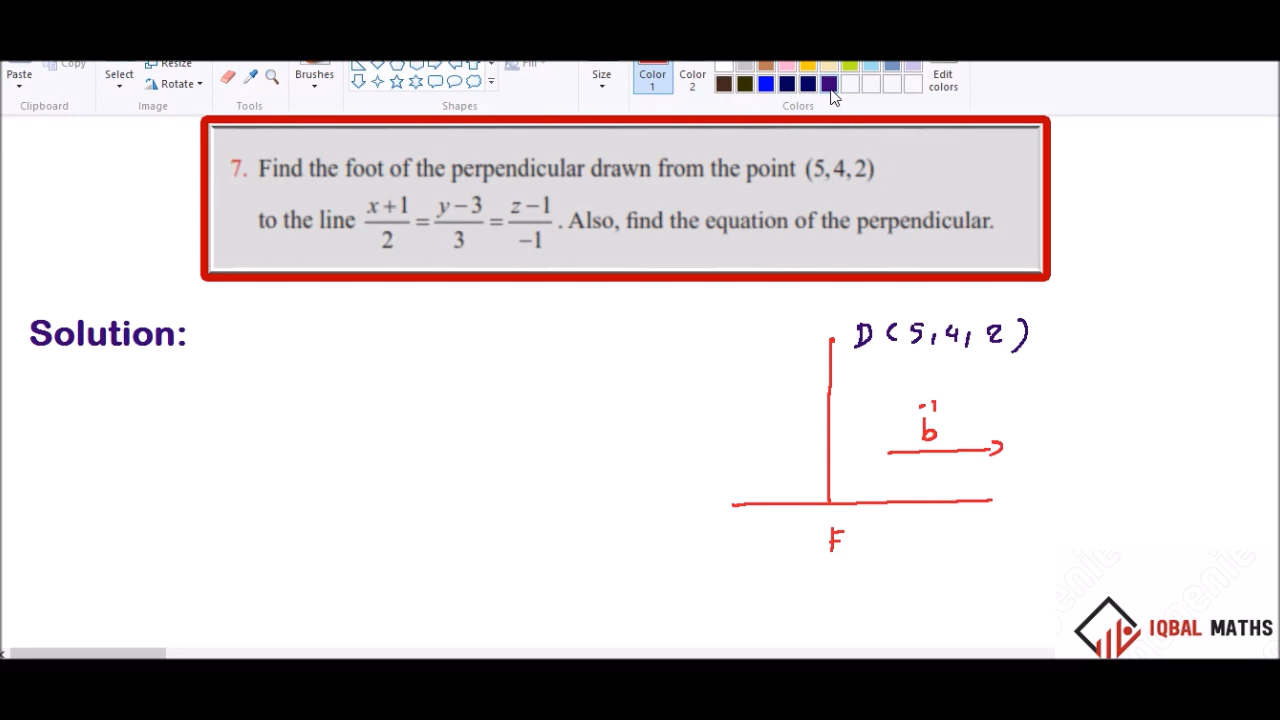 Paste
Copy
Clipboard
Select
Resize
Rotate
Image
Tools
Brushes
Fill
Shapes
Size
Color 1
Color 2
Edit colors
Colors
7. Find the foot of the perpendicular drawn from the point (5, 4, 2)
to the line x+1/2 = y−3/3 = z−1/−1 . Also, find the equation of the perpendicular.
Solution:
D ( 5, 4, 2 )
b
F
IQBAL MATHS